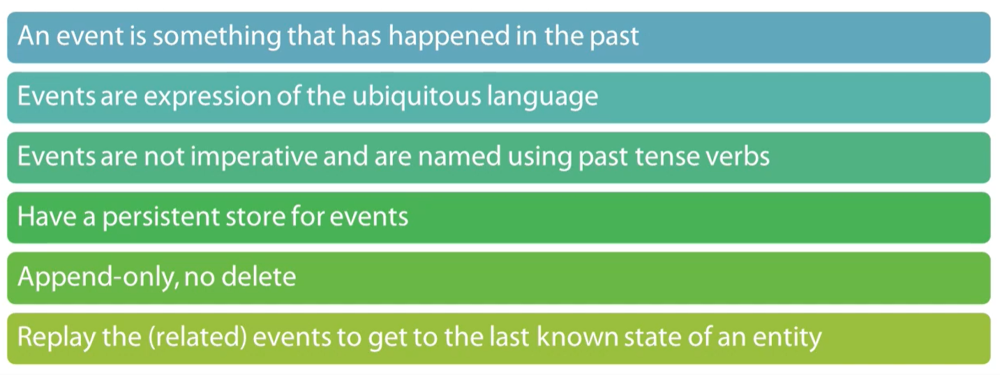 An event is something that has happened in the past
Events are expression of the ubiquitous language
Events are not imperative and are named using past tense verbs
Have a persistent store for events
Append-only, no delete
Replay the (related) events to get to the last known state of an entity